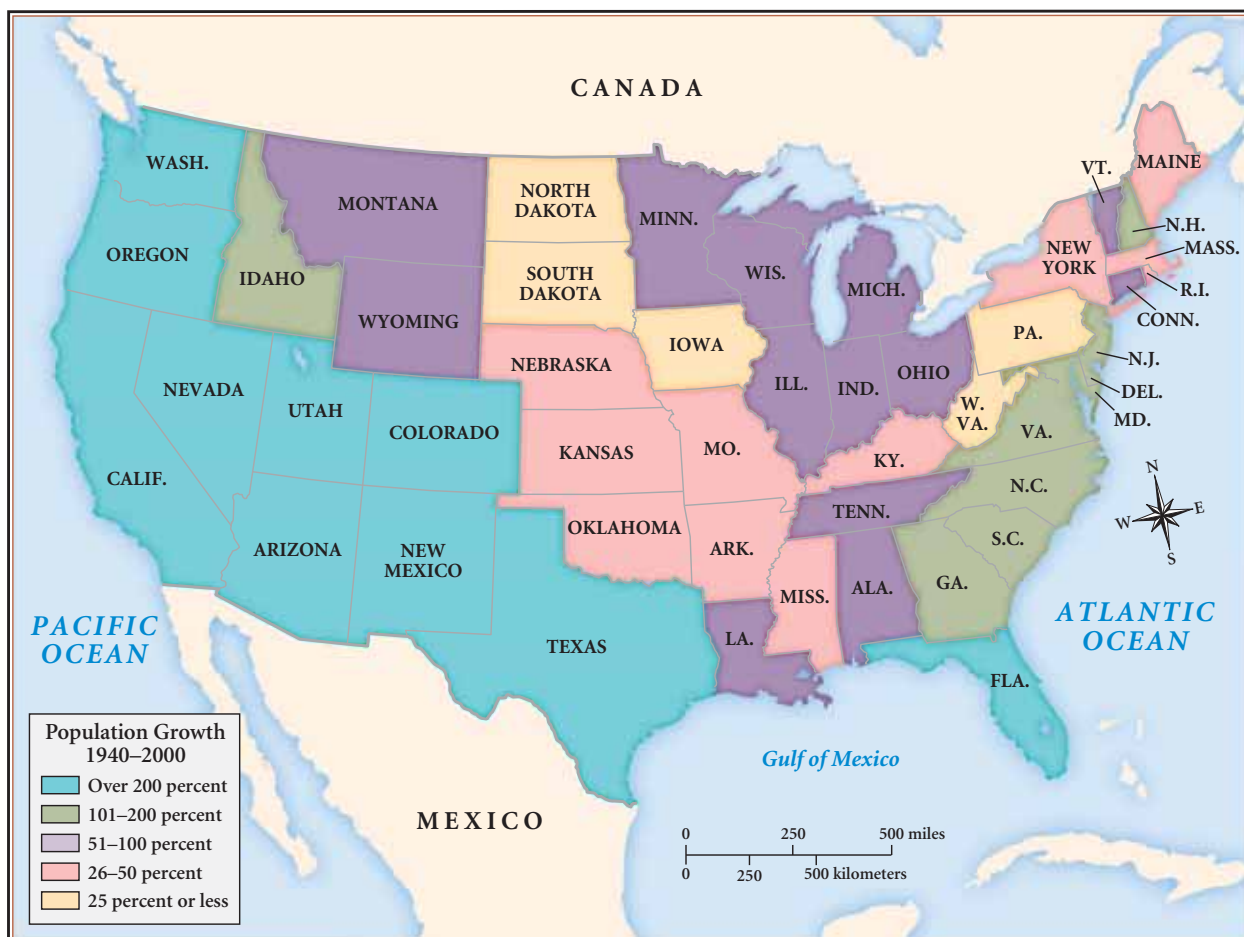 CANADA
WASH.
MONTANA
NORTH
DAKOTA
MINN.
VT.
MAINE
OREGON
IDAHO
SOUTH
DAKOTA
WIS.
MICH.
NEW
YORK
N.H.
MASS.
R.I.
CONN.
WYOMING
IOWA
PA.
N.J.
DEL.
MD.
NEBRASKA
NEVADA
UTAH
COLORADO
ILL.
IND.
OHIO
W.
VA.
VA.
CALIF.
KANSAS
MO.
KY.
N.C.
TENN.
ARIZONA
NEW
MEXICO
OKLAHOMA
ARK.
S.C.
MISS.
ALA.
GA.
N
W
E
S
PACIFIC
OCEAN
TEXAS
LA.
FLA.
ATLANTIC
OCEAN
Gulf of Mexico
MEXICO
Population Growth
1940–2000
Over 200 percent
101–200 percent
51–100 percent
26–50 percent
25 percent or less
0 250 500 miles
0 250 500 kilometers